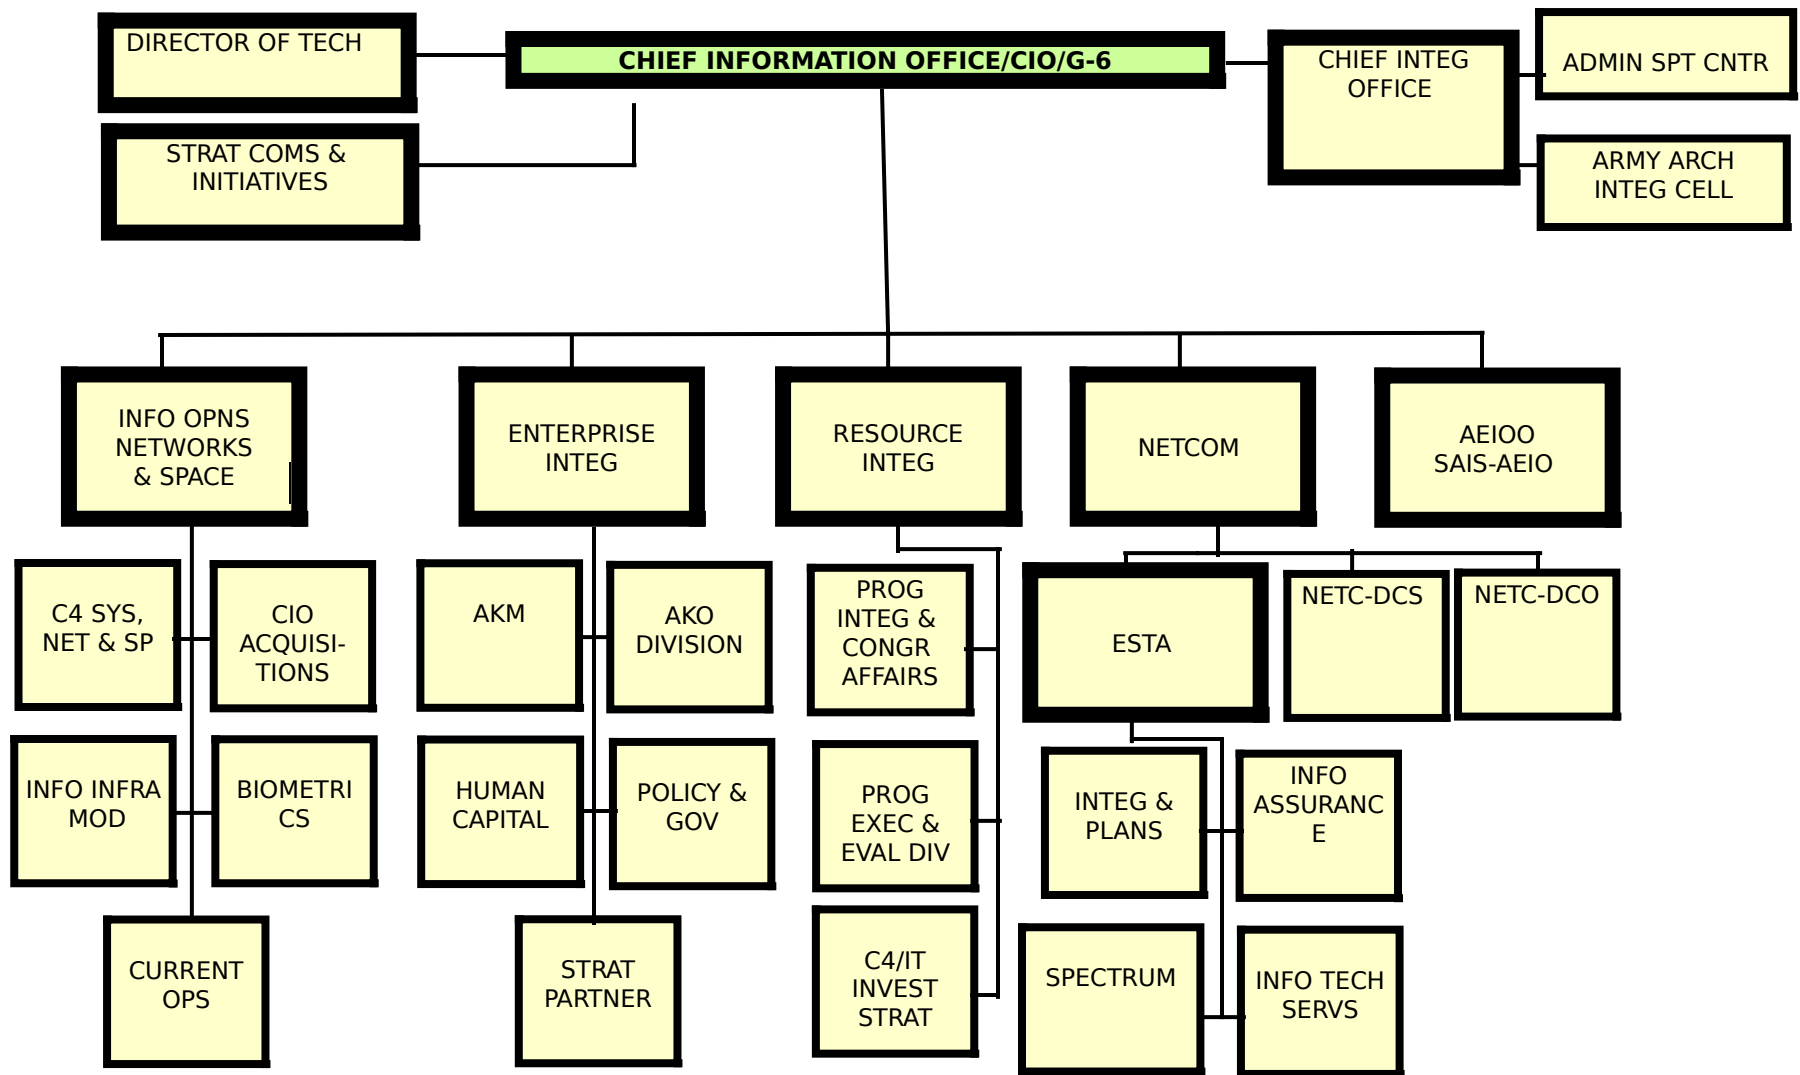 DIRECTOR OF TECH
CHIEF INFORMATION OFFICE/CIO/G-6
CHIEF INTEG
OFFICE
ADMIN SPT CNTR
STRAT COMS &
INITIATIVES
ARMY ARCH
INTEG CELL
INFO OPNS
NETWORKS
& SPACE
ENTERPRISE
INTEG
RESOURCE
INTEG
NETCOM
AEIOO
SAIS-AEIO
C4 SYS,
NET & SP
CIO
ACQUISI-
TIONS
AKM
AKO
DIVISION
PROG
INTEG &
CONGR
AFFAIRS
ESTA
NETC-DCS
NETC-DCO
INFO INFRA
MOD
BIOMETRI
CS
HUMAN
CAPITAL
POLICY &
GOV
PROG
EXEC &
EVAL DIV
INTEG &
PLANS
INFO
ASSURANC
E
CURRENT
OPS
STRAT
PARTNER
C4/IT
INVEST
STRAT
SPECTRUM
INFO TECH
SERVS